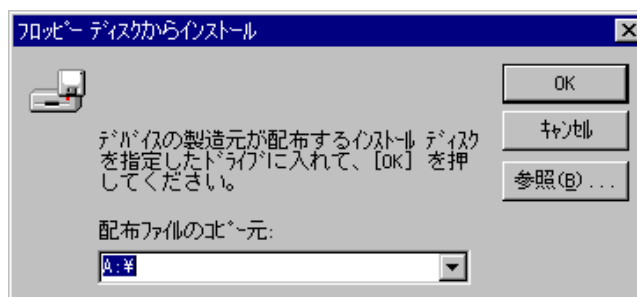 ﾌﾛｯﾋﾟｰ ﾃﾞｨｽｸからｲﾝｽﾄｰﾙ
OK
ﾃﾞﾊﾞｲｽの製造元が配布するｲﾝｽﾄｰﾙ ﾃﾞｨｽｸ
を指定したﾄﾞﾗｲﾌﾞに入れて、[OK] を押
してください。
ｷｬﾝｾﾙ
参照(B)...
配布ﾌｧｲﾙのｺﾋﾟｰ元:
A:¥